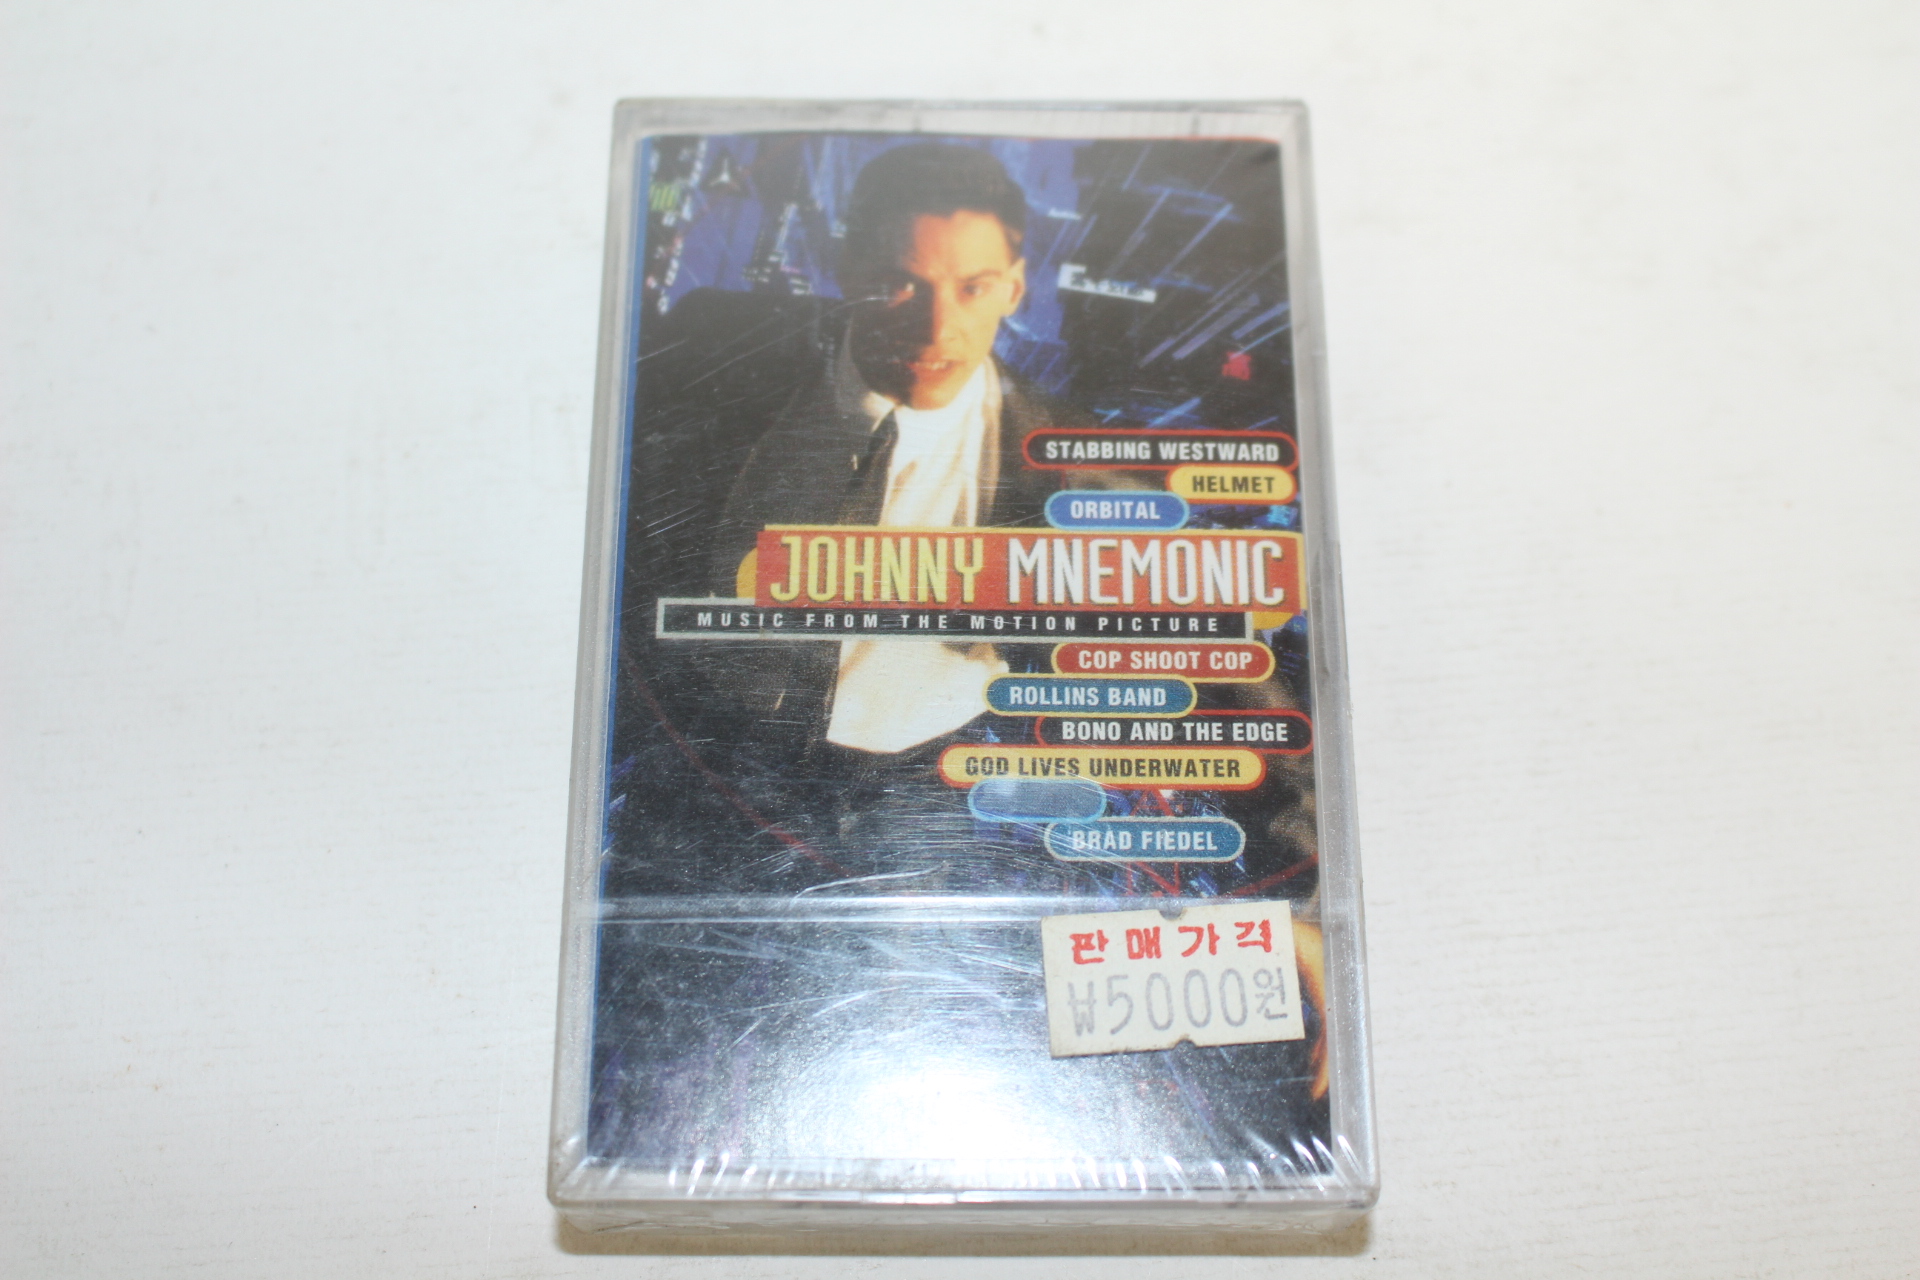 STABBING WESTWARD
HELMET
ORBITAL
JOHNNY MNEMONIC
MUSIC FROM THE MOTION PICTURE
COP SHOOT COP
ROLLINS BAND
BONO AND THE EDGE
GOD LIVES UNDERWATER
BRAD FIEDEL
판매가격
₩5000원